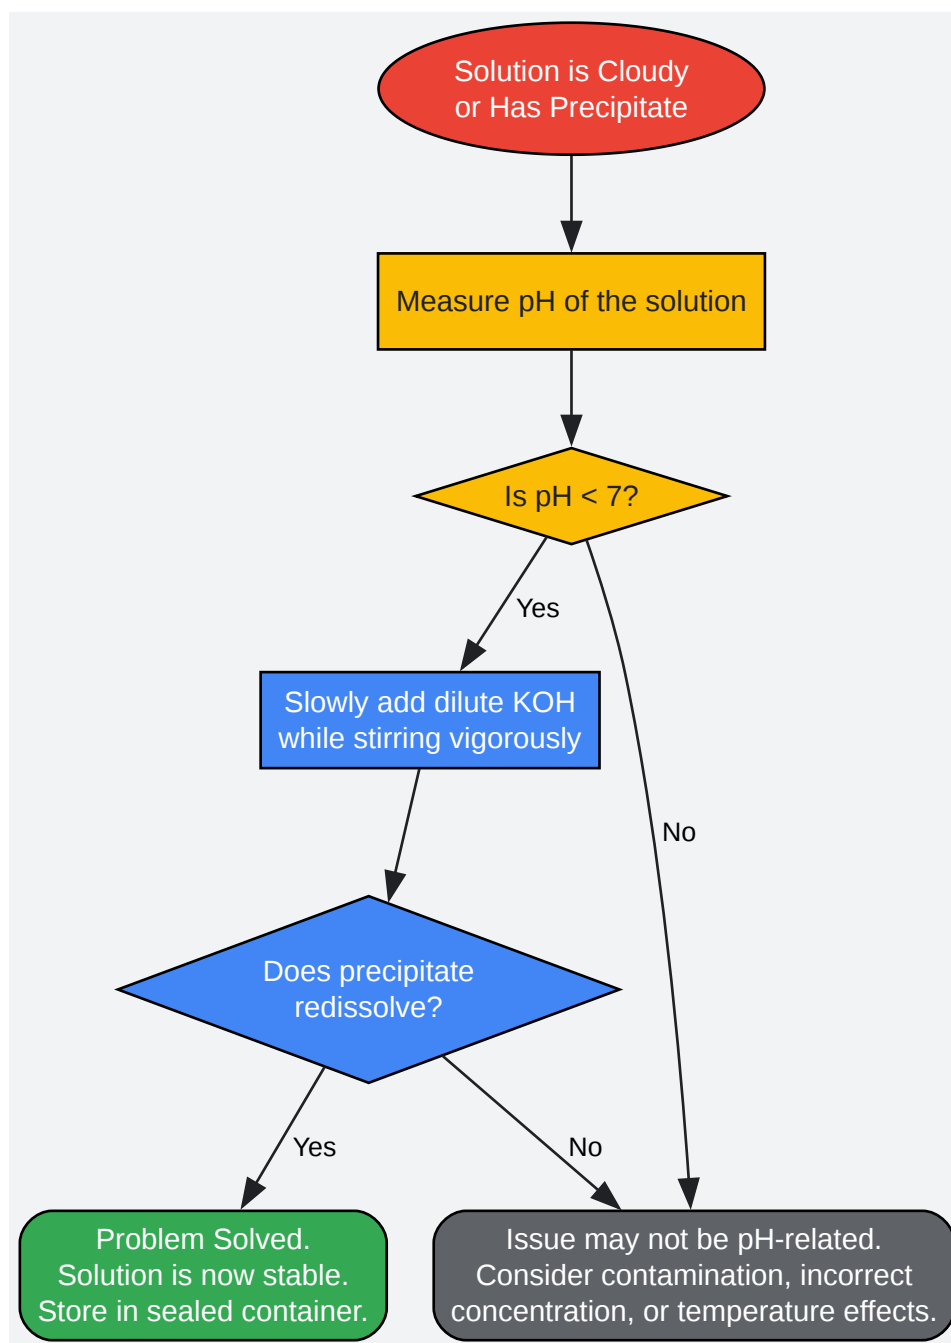 Solution is Cloudy
or Has Precipitate
Measure pH of the solution
Is pH < 7?
Yes
Slowly add dilute KOH
while stirring vigorously
No
Does precipitate
redissolve?
Yes
No
Problem Solved.
Solution is now stable.
Store in sealed container.
Issue may not be pH-related.
Consider contamination, incorrect
concentration, or temperature effects.